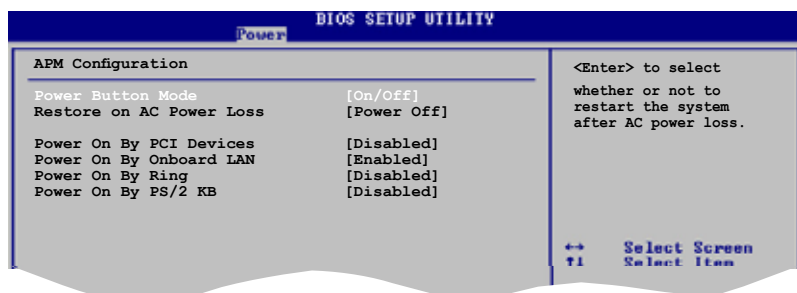 BIOS SETUP UTILITY
Power
APM Configuration
Power Button Mode [On/Off]
Restore on AC Power Loss [Power Off]
Power On By PCI Devices [Disabled]
Power On By Onboard LAN [Enabled]
Power On By Ring [Disabled]
Power On By PS/2 KB [Disabled]
<Enter> to select
whether or not to
restart the system
after AC power loss.
↔ Select Screen
↑↓ Select Item